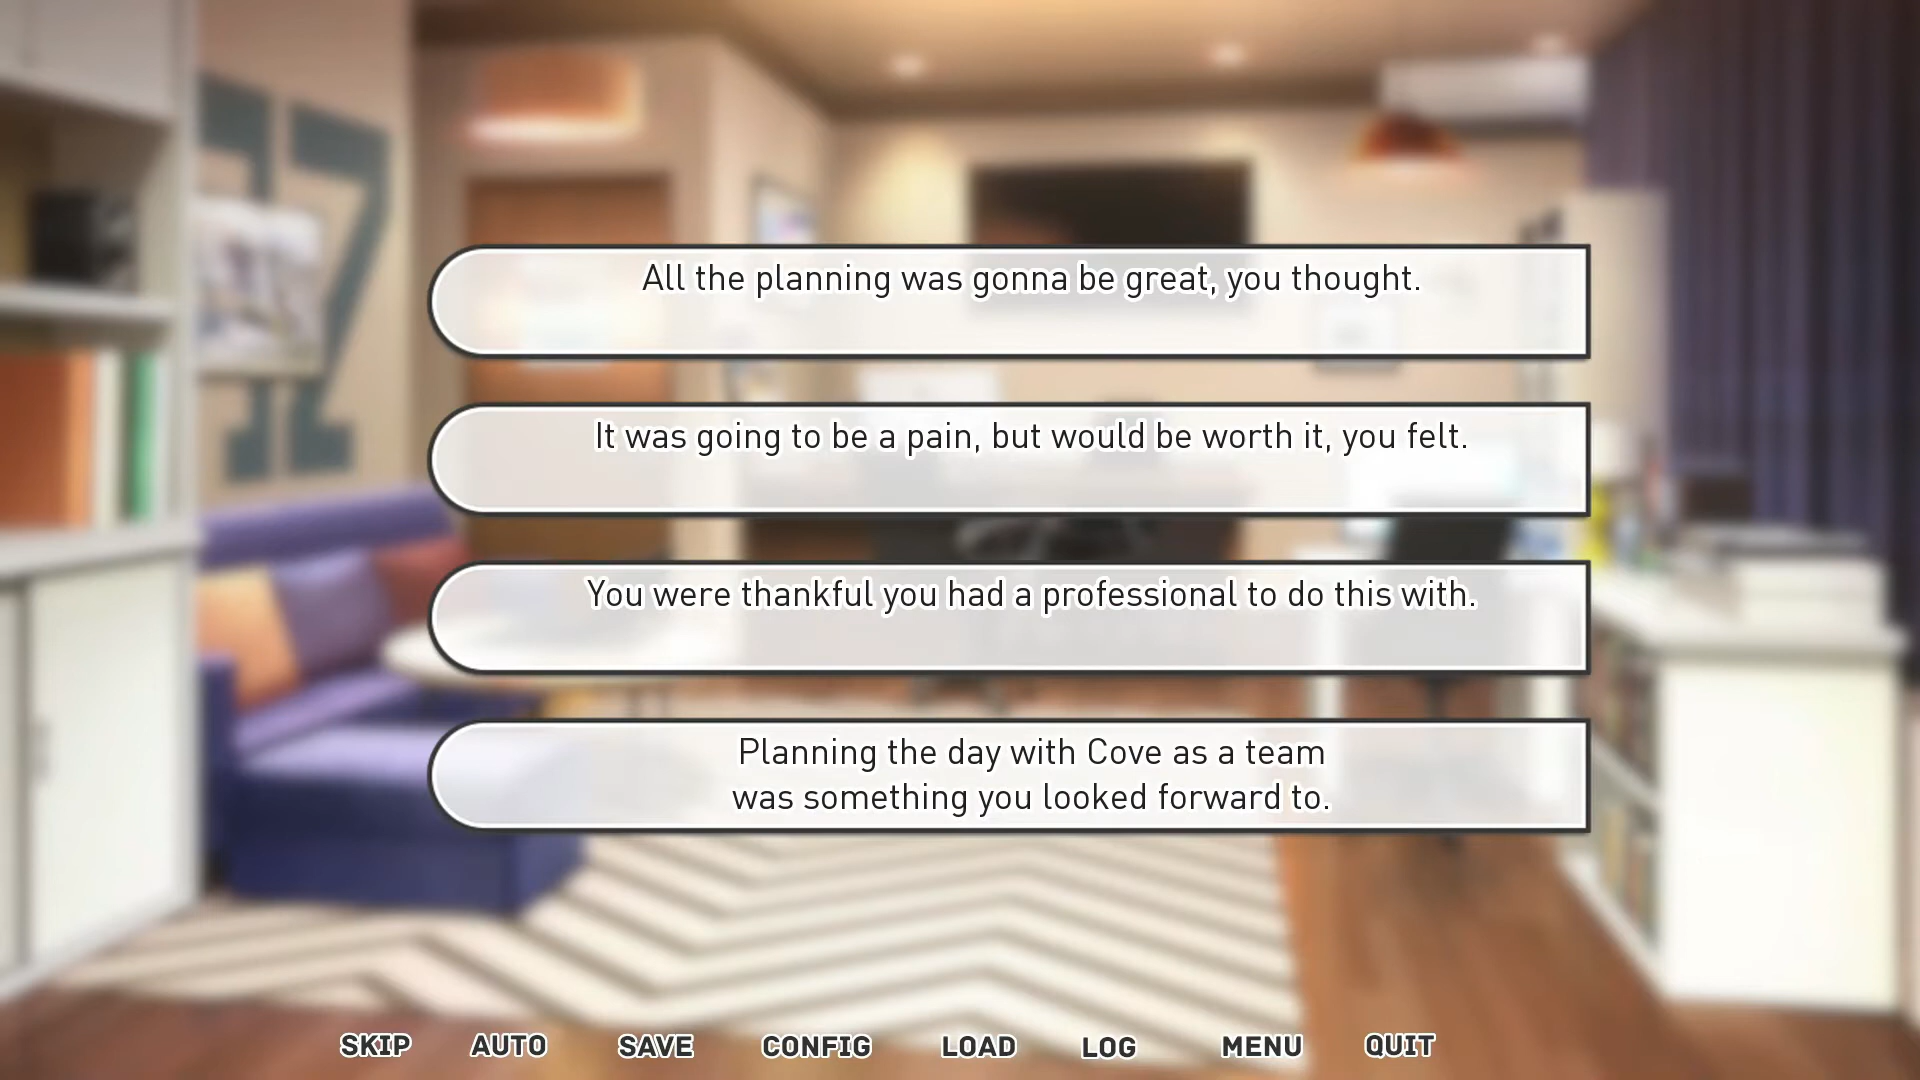 17
All the planning was gonna be great, you thought.
It was going to be a pain, but would be worth it, you felt.
You were thankful you had a professional to do this with.
Planning the day with Cove as a team
was something you looked forward to.
SKIP AUTO SAVE CONFIG LOAD LOG MENU QUIT